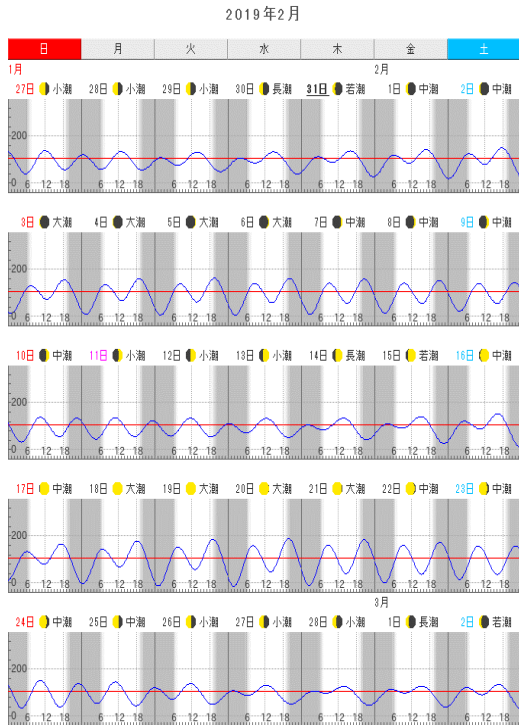 2019年2月
日 月 火 水 木 金 土
1月 2月
27日 小潮 28日 小潮 29日 小潮 30日 長潮 31日 若潮 1日 中潮 2日 中潮
200
0 6 12 18 6 12 18 6 12 18 6 12 18 6 12 18 6 12 18 6 12 18
3日 大潮 4日 大潮 5日 大潮 6日 大潮 7日 中潮 8日 中潮 9日 中潮
200
0 6 12 18 6 12 18 6 12 18 6 12 18 6 12 18 6 12 18 6 12 18
10日 中潮 11日 小潮 12日 小潮 13日 小潮 14日 長潮 15日 若潮 16日 中潮
200
0 6 12 18 6 12 18 6 12 18 6 12 18 6 12 18 6 12 18 6 12 18
17日 中潮 18日 大潮 19日 大潮 20日 大潮 21日 大潮 22日 中潮 23日 中潮
200
0 6 12 18 6 12 18 6 12 18 6 12 18 6 12 18 6 12 18 6 12 18
3月
24日 中潮 25日 中潮 26日 小潮 27日 小潮 28日 小潮 1日 長潮 2日 若潮
200
0 6 12 18 6 12 18 6 12 18 6 12 18 6 12 18 6 12 18 6 12 18